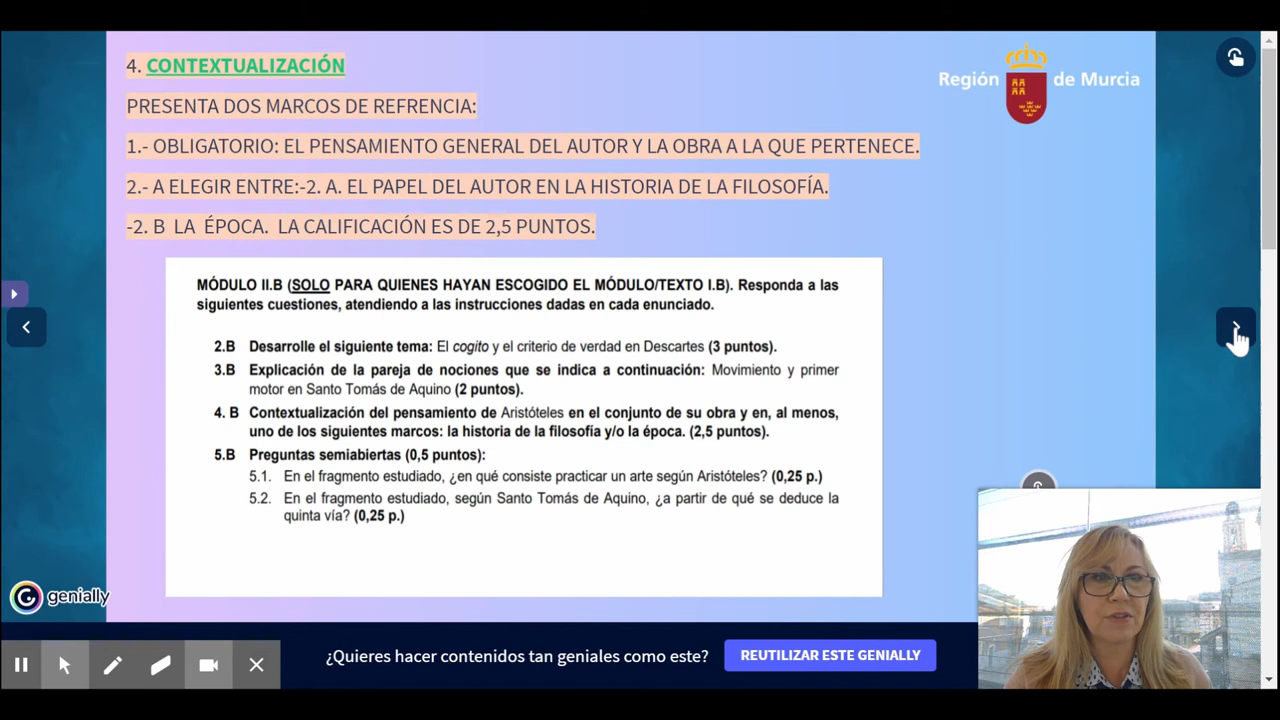 4. CONTEXTUALIZACIÓN
PRESENTA DOS MARCOS DE REFRENCIA:
1.- OBLIGATORIO: EL PENSAMIENTO GENERAL DEL AUTOR Y LA OBRA A LA QUE PERTENECE.
2.- A ELEGIR ENTRE:-2. A. EL PAPEL DEL AUTOR EN LA HISTORIA DE LA FILOSOFÍA.
-2. B LA ÉPOCA. LA CALIFICACIÓN ES DE 2,5 PUNTOS.
Región de Murcia
MÓDULO II.B (SOLO PARA QUIENES HAYAN ESCOGIDO EL MÓDULO/TEXTO I.B). Responda a las
siguientes cuestiones, atendiendo a las instrucciones dadas en cada enunciado.
2.B Desarrolle el siguiente tema: El cogito y el criterio de verdad en Descartes (3 puntos).
3.B Explicación de la pareja de nociones que se indica a continuación: Movimiento y primer
motor en Santo Tomás de Aquino (2 puntos).
4. B Contextualización del pensamiento de Aristóteles en el conjunto de su obra y en, al menos,
uno de los siguientes marcos: la historia de la filosofía y/o la época. (2,5 puntos).
5.B Preguntas semiabiertas (0,5 puntos):
5.1. En el fragmento estudiado, ¿en qué consiste practicar un arte según Aristóteles? (0,25 p.)
5.2. En el fragmento estudiado, según Santo Tomás de Aquino, ¿a partir de qué se deduce la
quinta vía? (0,25 p.)
genially
¿Quieres hacer contenidos tan geniales como este?
REUTILIZAR ESTE GENIALLY